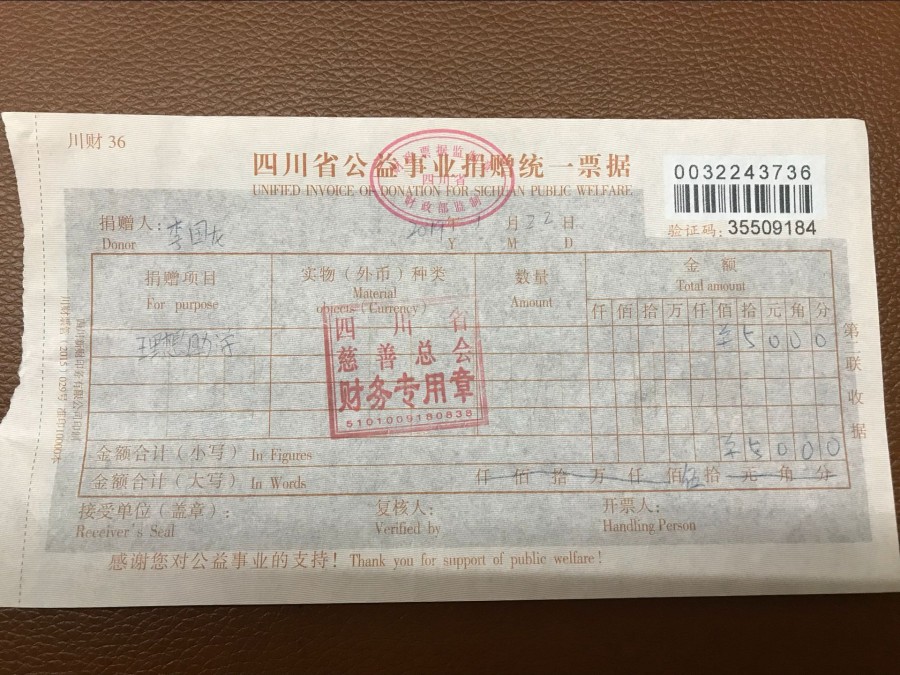 川财 36
四川省公益事业捐赠统一票据
UNIFIED INVOICE OF DONATION FOR SICHUAN PUBLIC WELFARE
四川省
财政部监制
0032243736
验证码: 35509184
捐赠人: 李国龙
Donor
年 1 月 22 日
Y M D
捐赠项目
For purpose
实物（外币）种类
Material
objects (Currency)
数量
Amount
金额
Total amount
仟 佰 拾 万 仟 佰 拾 元 角 分
理想助学
¥ 5 0 0 0
四川省
慈善总会
财务专用章
5101009180838
金额合计（小写） In Figures
¥ 5 0 0 0
金额合计（大写） In Words
仟 佰 拾 万 仟 佰 伍 拾 元 角 分
接受单位（盖章）:
Receiver's Seal
复核人:
Verified by
开票人:
Handling Person
感谢您对公益事业的支持! Thank you for support of public welfare!
第二联 收据